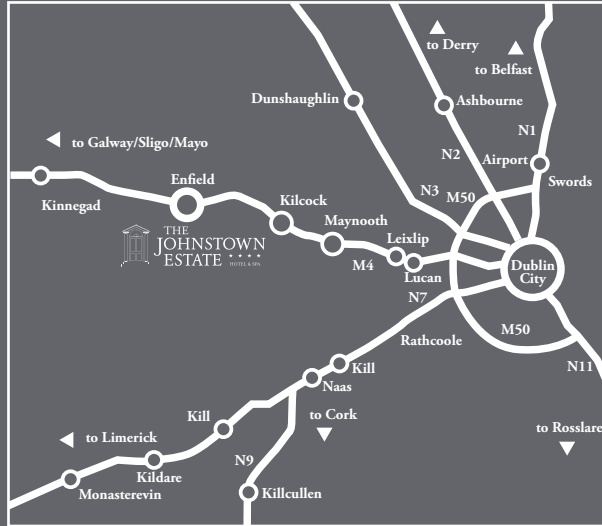 to Derry
to Belfast
Dunshaughlin
Ashbourne
N1
to Galway/Sligo/Mayo
N2
Airport
Enfield
Swords
N3
M50
Kinnegad
Kilcock
THE
JOHNSTOWN
ESTATE
HOTEL & SPA
Maynooth
Leixlip
M4
Lucan
Dublin
City
N7
Rathcoole
M50
Kill
N11
Naas
Kill
to Cork
to Rosslare
to Limerick
N9
Kildare
Monasterevin
Killcullen